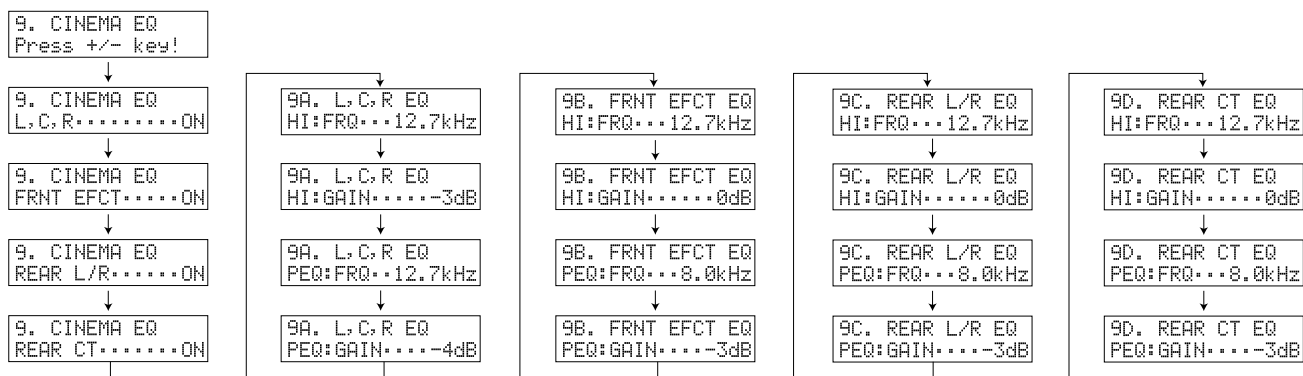 9. CINEMA EQ
Press +/- key!
9. CINEMA EQ
L,C,R·········ON
9. CINEMA EQ
FRNT EFCT·····ON
9. CINEMA EQ
REAR L/R······ON
9. CINEMA EQ
REAR CT·······ON
9A. L,C,R EQ
HI:FRQ···12.7kHz
9A. L,C,R EQ
HI:GAIN·····-3dB
9A. L,C,R EQ
PEQ:FRQ··12.7kHz
9A. L,C,R EQ
PEQ:GAIN····-4dB
9B. FRNT EFCT EQ
HI:FRQ···12.7kHz
9B. FRNT EFCT EQ
HI:GAIN······0dB
9B. FRNT EFCT EQ
PEQ:FRQ···8.0kHz
9B. FRNT EFCT EQ
PEQ:GAIN····-3dB
9C. REAR L/R EQ
HI:FRQ···12.7kHz
9C. REAR L/R EQ
HI:GAIN······0dB
9C. REAR L/R EQ
PEQ:FRQ···8.0kHz
9C. REAR L/R EQ
PEQ:GAIN····-3dB
9D. REAR CT EQ
HI:FRQ···12.7kHz
9D. REAR CT EQ
HI:GAIN······0dB
9D. REAR CT EQ
PEQ:FRQ···8.0kHz
9D. REAR CT EQ
PEQ:GAIN····-3dB